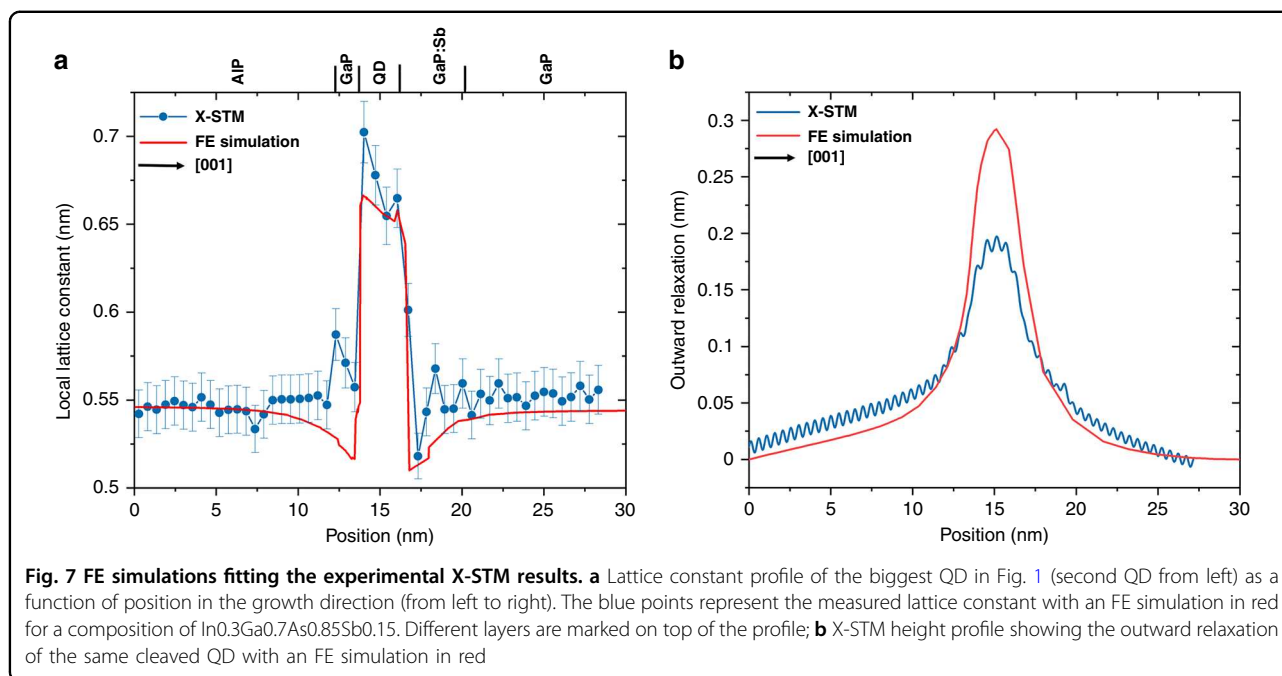 a
AlP
GaP
QD
GaP:Sb
GaP
X-STM
FE simulation
[001]
0.7
0.65
0.6
0.55
0.5
Local lattice constant (nm)
0 5 10 15 20 25 30
Position (nm)
b
X-STM
FE simulation
[001]
0.3
0.25
0.2
0.15
0.1
0.05
0
Outward relaxation (nm)
0 5 10 15 20 25 30
Position (nm)
Fig. 7 FE simulations fitting the experimental X-STM results. a Lattice constant profile of the biggest QD in Fig. 1 (second QD from left) as a
function of position in the growth direction (from left to right). The blue points represent the measured lattice constant with an FE simulation in red
for a composition of In0.3Ga0.7As0.85Sb0.15. Different layers are marked on top of the profile; b X-STM height profile showing the outward relaxation
of the same cleaved QD with an FE simulation in red